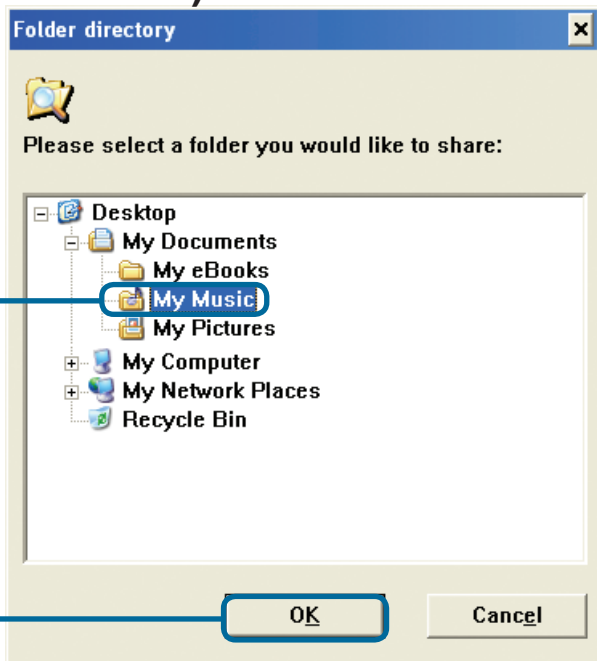 Folder directory
Please select a folder you would like to share:
Desktop
My Documents
My eBooks
My Music
My Pictures
My Computer
My Network Places
Recycle Bin
OK Cancel